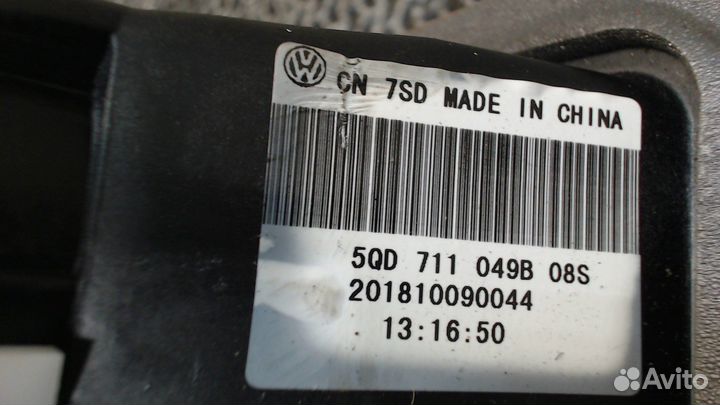 CN 7SD MADE IN CHINA
5QD 711 049B 08S
201810090044
13:16:50
Avito